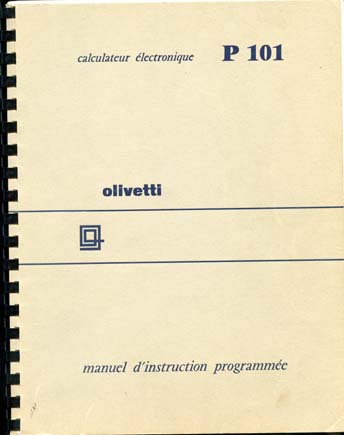 calculateur électronique P 101
olivetti
manuel d'instruction programmée